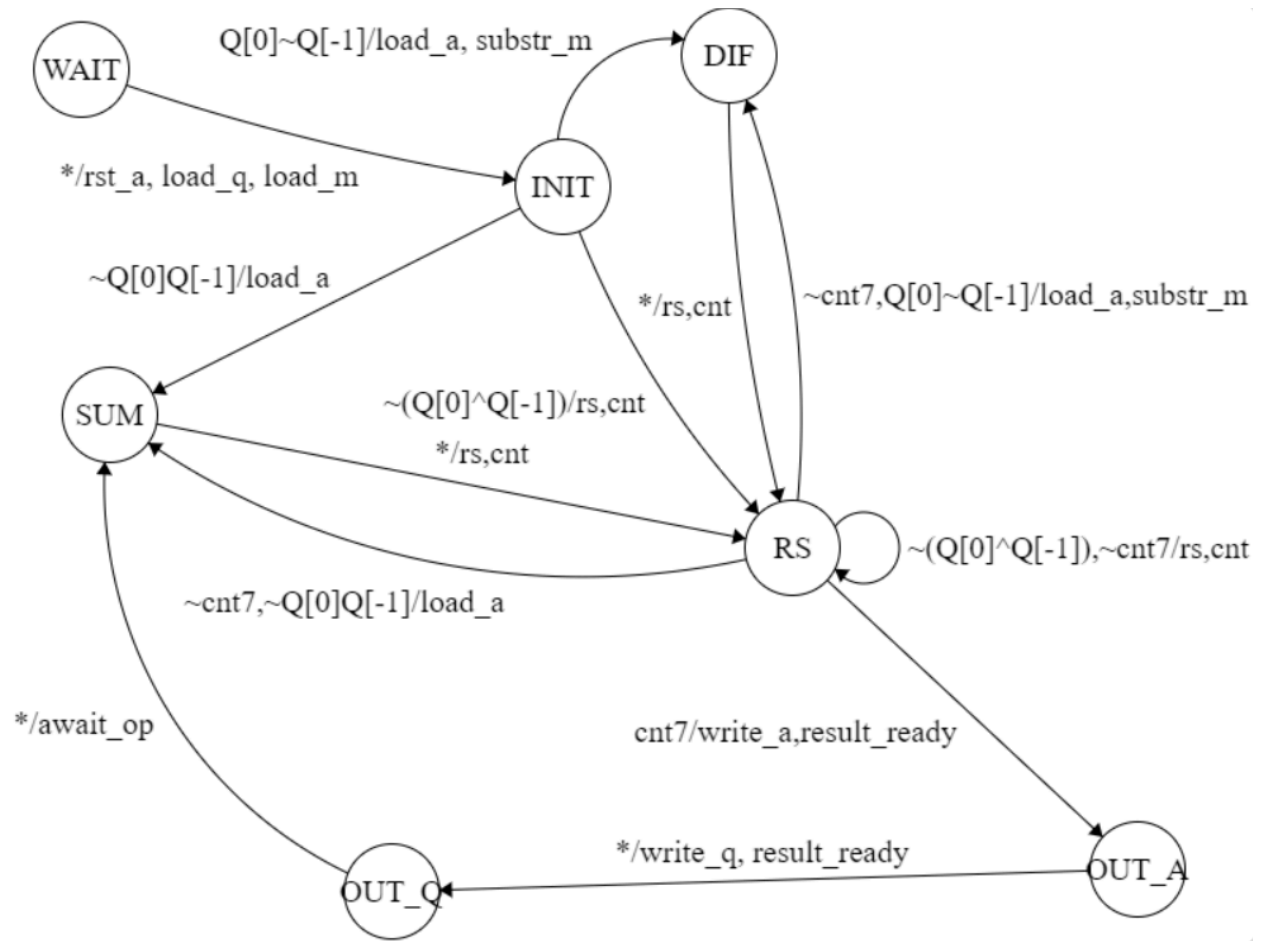 Q[0]~Q[-1]/load_a, substr_m
DIF
WAIT
*/rst_a, load_q, load_m
INIT
~Q[0]Q[-1]/load_a
*/rs,cnt
~cnt7,Q[0]~Q[-1]/load_a,substr_m
SUM
~(Q[0]^Q[-1])/rs,cnt
*/rs,cnt
RS
~(Q[0]^Q[-1]),~cnt7/rs,cnt
~cnt7,~Q[0]Q[-1]/load_a
*/await_op
cnt7/write_a,result_ready
*/write_q, result_ready
OUT_A
OUT_Q